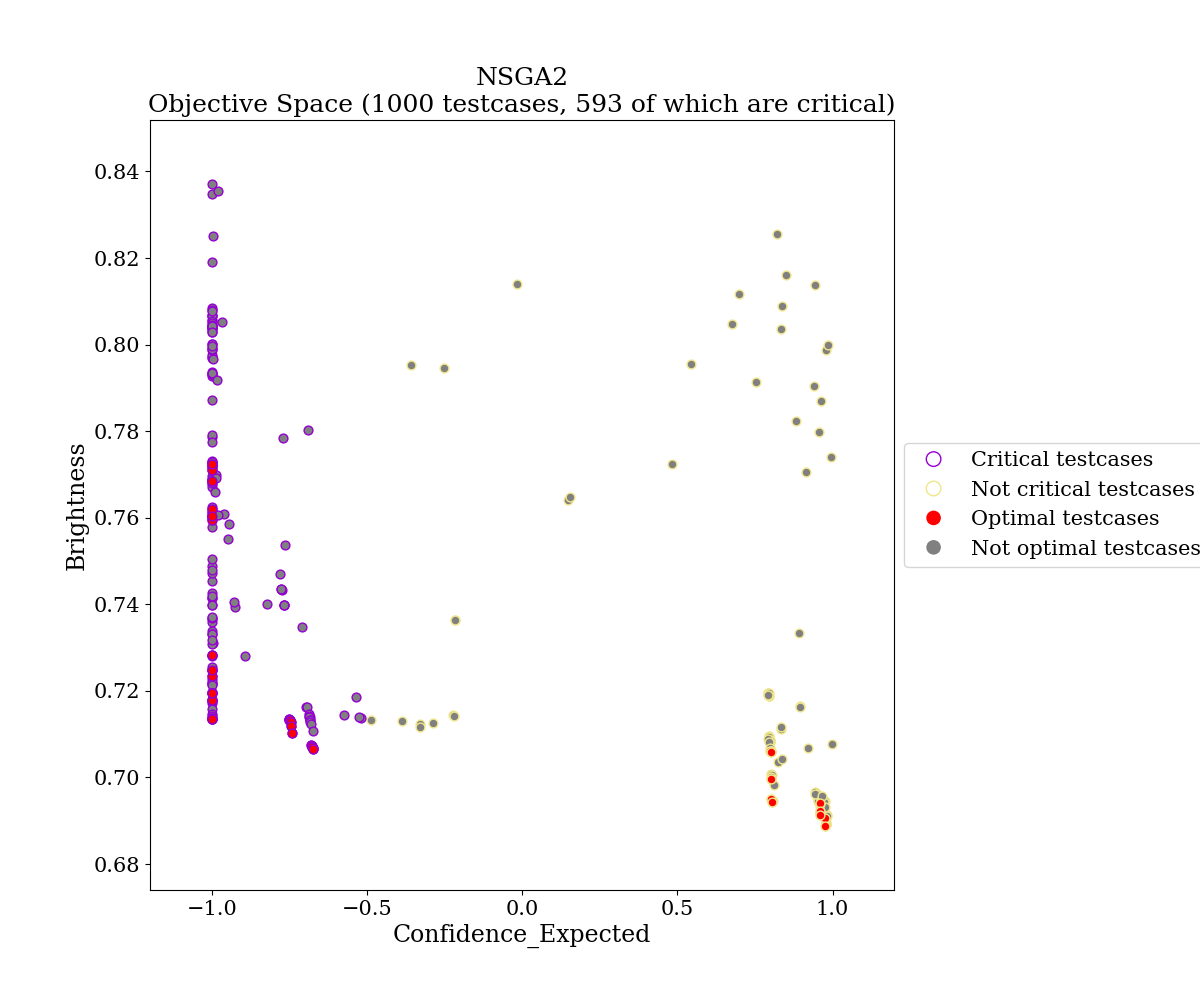 NSGA2
Objective Space (1000 testcases, 593 of which are critical)
0.84
0.82
0.80
0.78
0.76
0.74
0.72
0.70
0.68
Brightness
−1.0
−0.5
0.0
0.5
1.0
Confidence_Expected
Critical testcases
Not critical testcases
Optimal testcases
Not optimal testcases